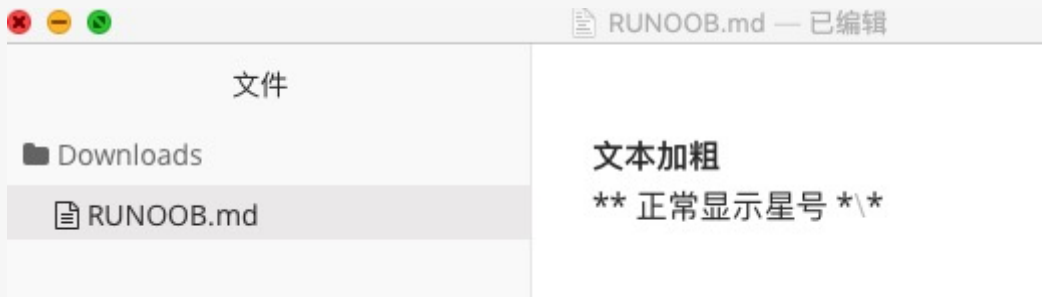 RUNOOB.md — 已编辑
文件
Downloads
RUNOOB.md
文本加粗
** 正常显示星号 *\*